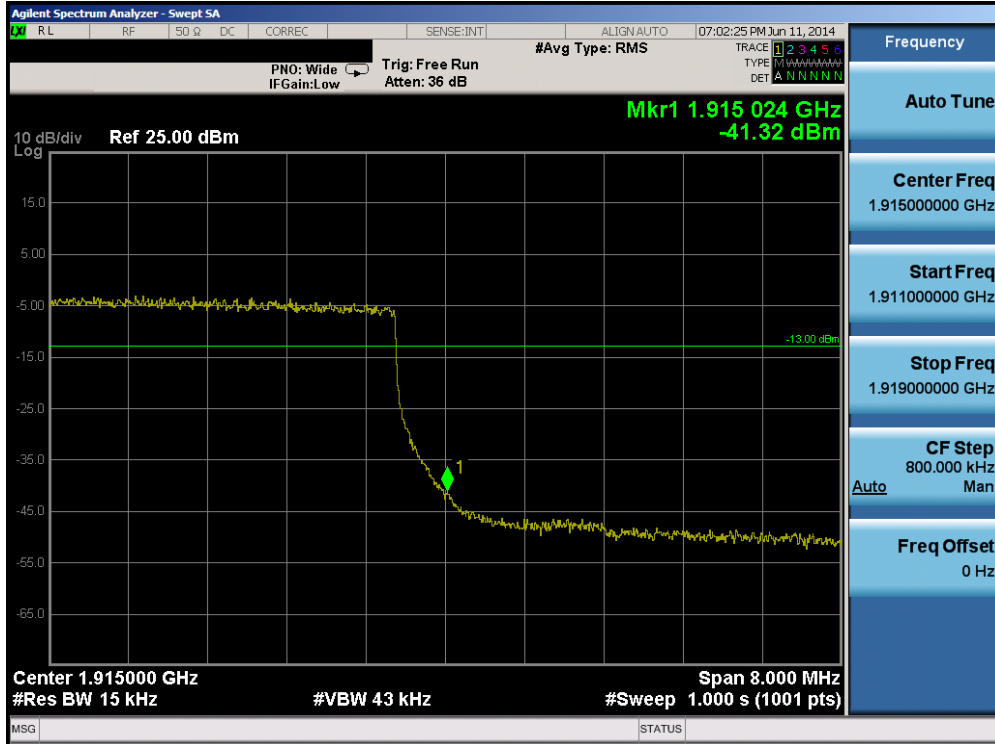 Agilent Spectrum Analyzer - Swept SA
LXI RL RF 50 Ω DC CORREC SENSE:INT ALIGNAUTO 07:02:25 PM Jun 11, 2014
#Avg Type: RMS TRACE 1 2 3 4 5 6
PNO: Wide Trig: Free Run TYPE M WWWWW
IFGain:Low Atten: 36 dB DET A N N N N N
Mkr1 1.915 024 GHz
-41.32 dBm
10 dB/div Ref 25.00 dBm
Log
15.0
5.00
-5.00
-13.00 dBm
-15.0
-25.0
-35.0
1
-45.0
-55.0
-65.0
Center 1.915000 GHz Span 8.000 MHz
#Res BW 15 kHz #VBW 43 kHz #Sweep 1.000 s (1001 pts)
MSG STATUS
Frequency
Auto Tune
Center Freq
1.915000000 GHz
Start Freq
1.911000000 GHz
Stop Freq
1.919000000 GHz
CF Step
800.000 kHz
Auto Man
Freq Offset
0 Hz